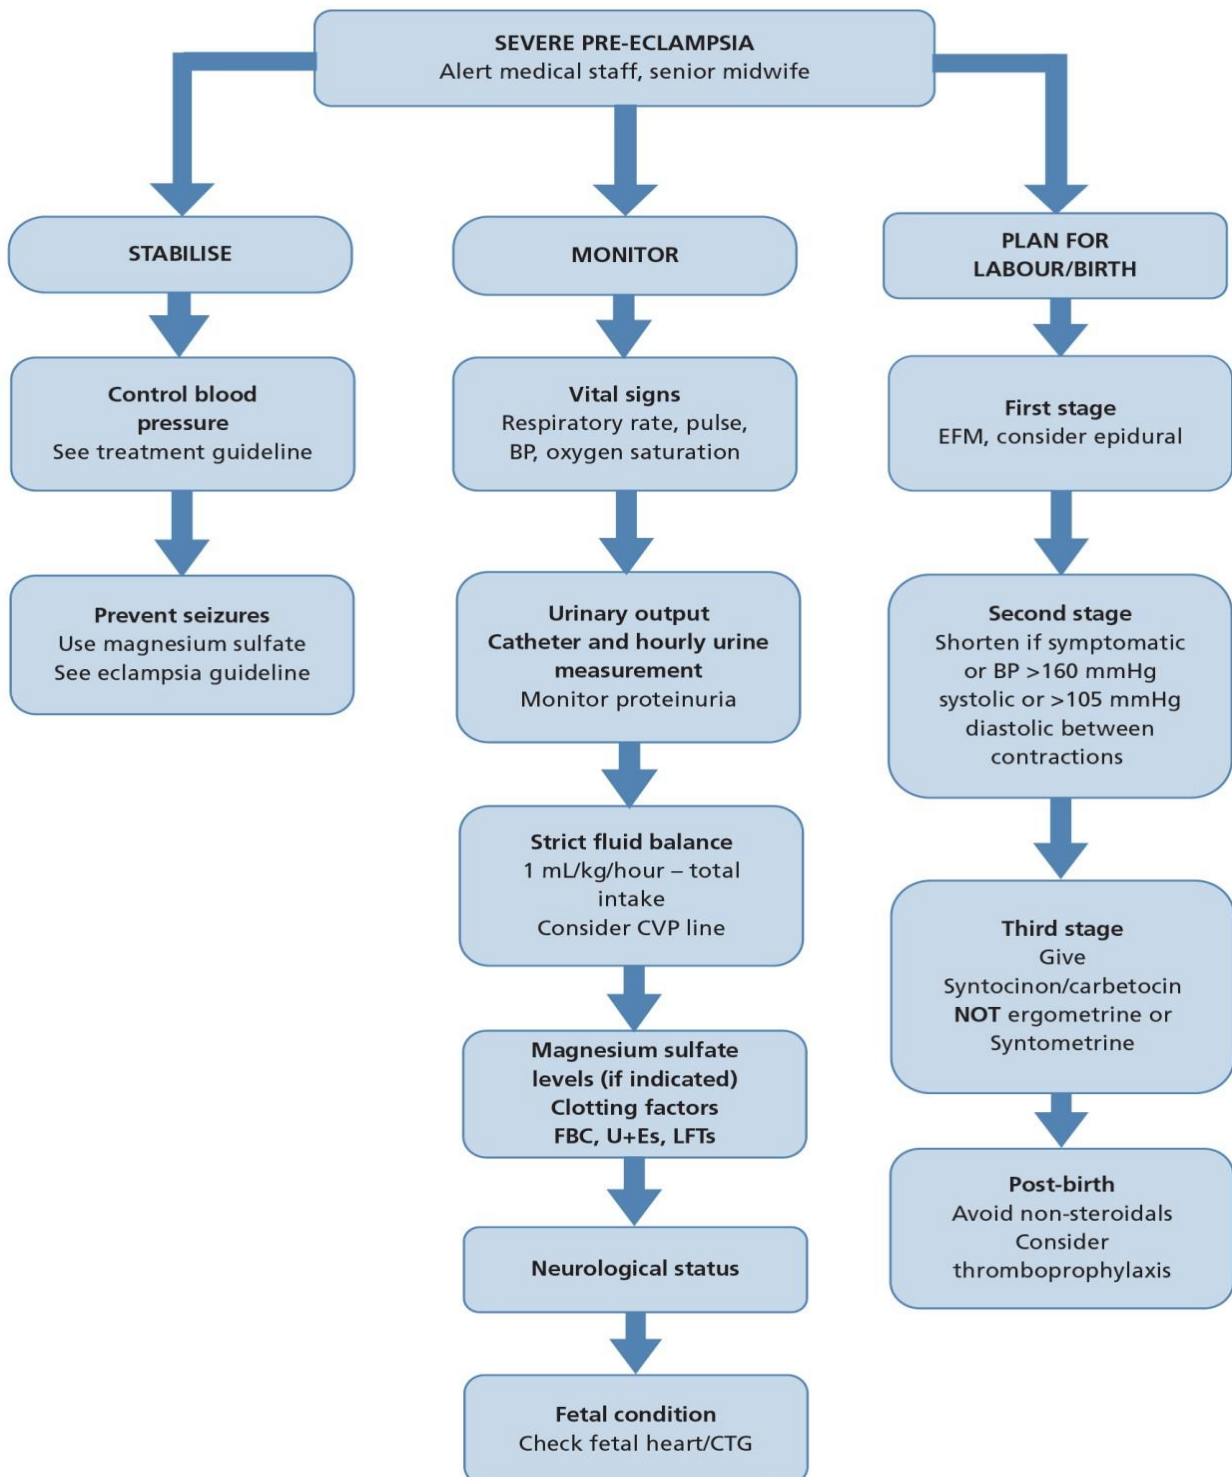 SEVERE PRE-ECLAMPSIA
Alert medical staff, senior midwife
STABILISE
Control blood
pressure
See treatment guideline
Prevent seizures
Use magnesium sulfate
See eclampsia guideline
MONITOR
Vital signs
Respiratory rate, pulse,
BP, oxygen saturation
Urinary output
Catheter and hourly urine
measurement
Monitor proteinuria
Strict fluid balance
1 mL/kg/hour – total
intake
Consider CVP line
Magnesium sulfate
levels (if indicated)
Clotting factors
FBC, U+Es, LFTs
Neurological status
Fetal condition
Check fetal heart/CTG
PLAN FOR
LABOUR/BIRTH
First stage
EFM, consider epidural
Second stage
Shorten if symptomatic
or BP >160 mmHg
systolic or >105 mmHg
diastolic between
contractions
Third stage
Give
Syntocinon/carbetocin
NOT ergometrine or
Syntometrine
Post-birth
Avoid non-steroidals
Consider
thromboprophylaxis